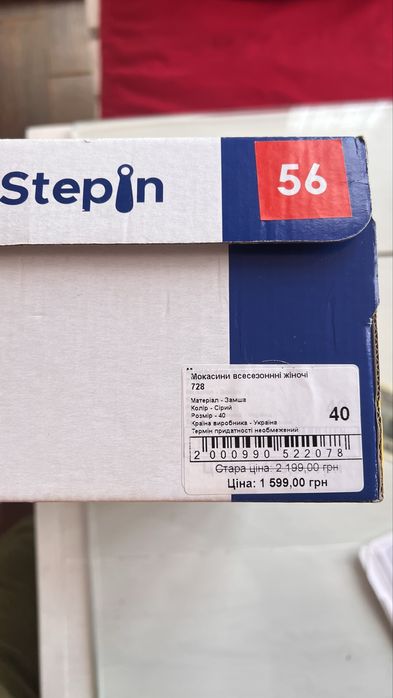 Stepin
56
Мокасини всесезоннні жіночі
728
Матеріал - Замша
Колір - Сірий
Розмір - 40
40
Країна виробника - Україна
Термін придатності необмежений
2 000990 522078
Стара ціна: 2 199,00 грн
Ціна: 1 599,00 грн